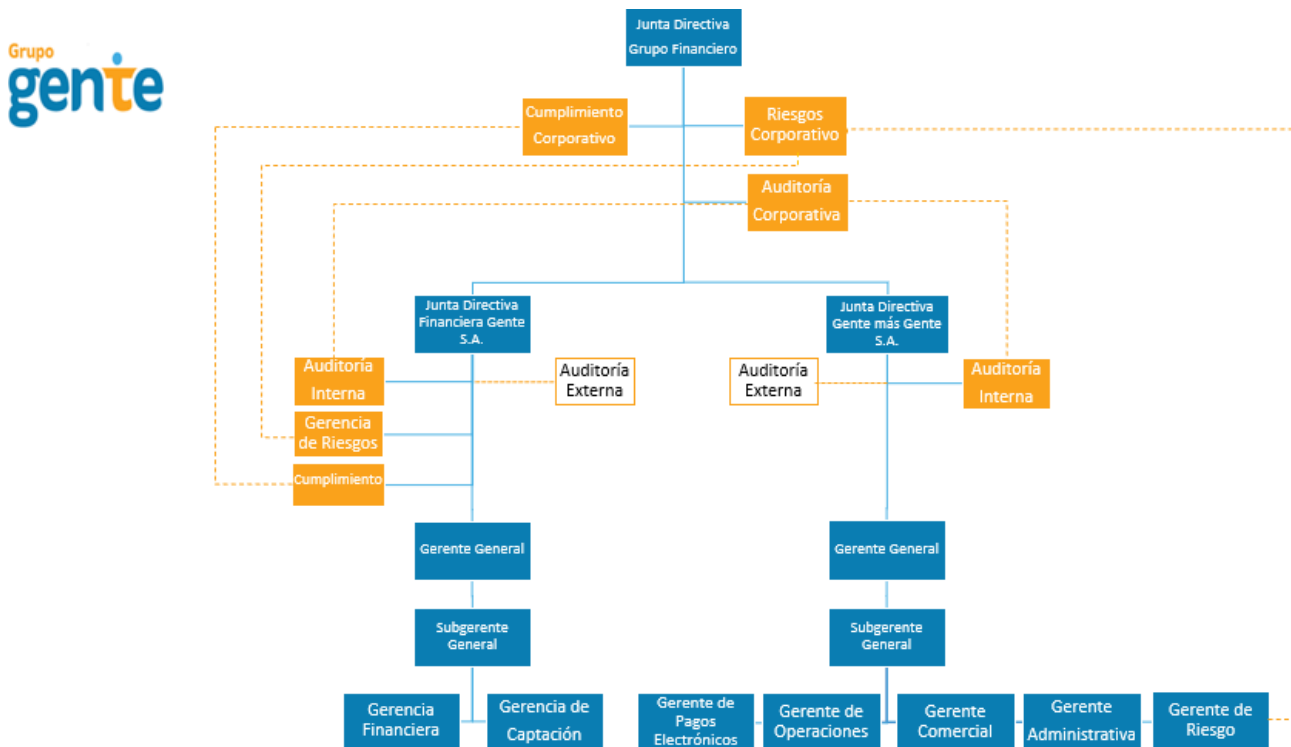 Grupo
gente
Junta Directiva
Grupo Financiero
Cumplimiento
Corporativo
Riesgos
Corporativo
Auditoría
Corporativa
Junta Directiva
Financiera Gente
S.A.
Junta Directiva
Gente más Gente
S.A.
Auditoría
Interna
Auditoría
Externa
Auditoría
Externa
Auditoría
Interna
Gerencia
de Riesgos
Cumplimiento
Gerente General
Gerente General
Subgerente
General
Subgerente
General
Gerencia
Financiera
Gerencia de
Captación
Gerente de
Pagos
Electrónicos
Gerente de
Operaciones
Gerente
Comercial
Gerente
Administrativa
Gerente de
Riesgo